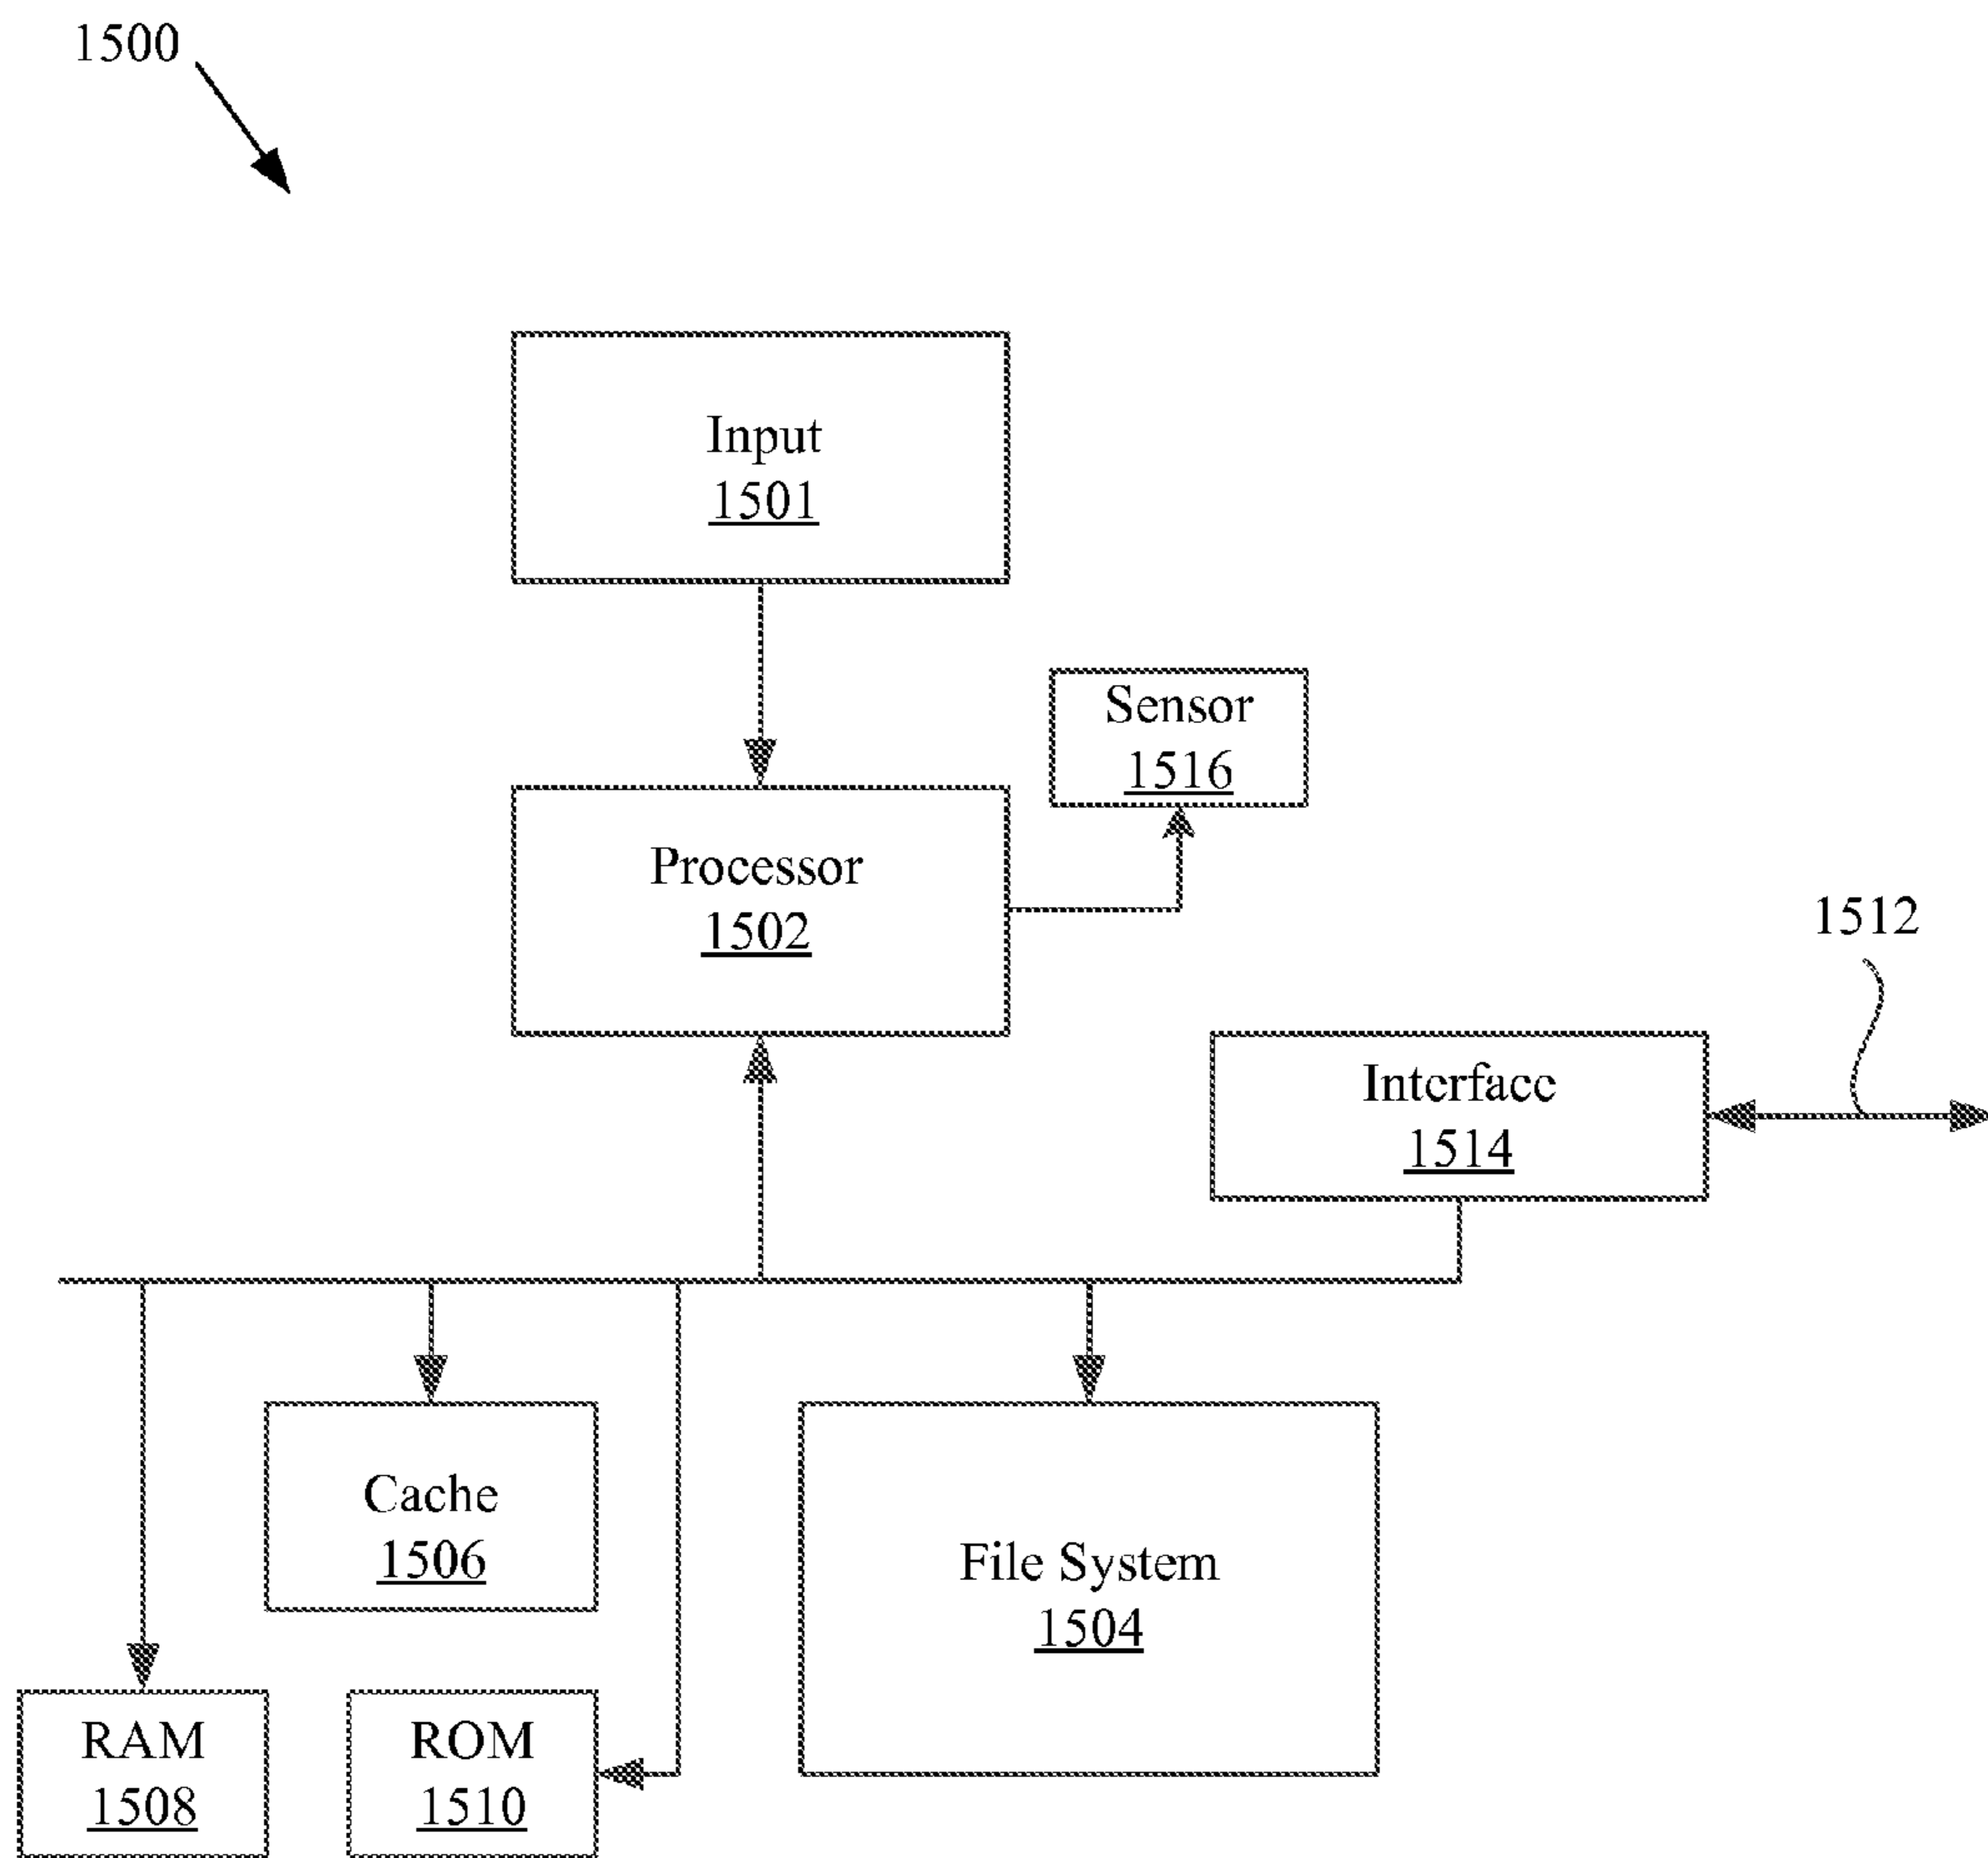 1500
Input
1501
Sensor
1516
Processor
1502
1512
Interface
1514
Cache
1506
File System
1504
RAM
1508
ROM
1510